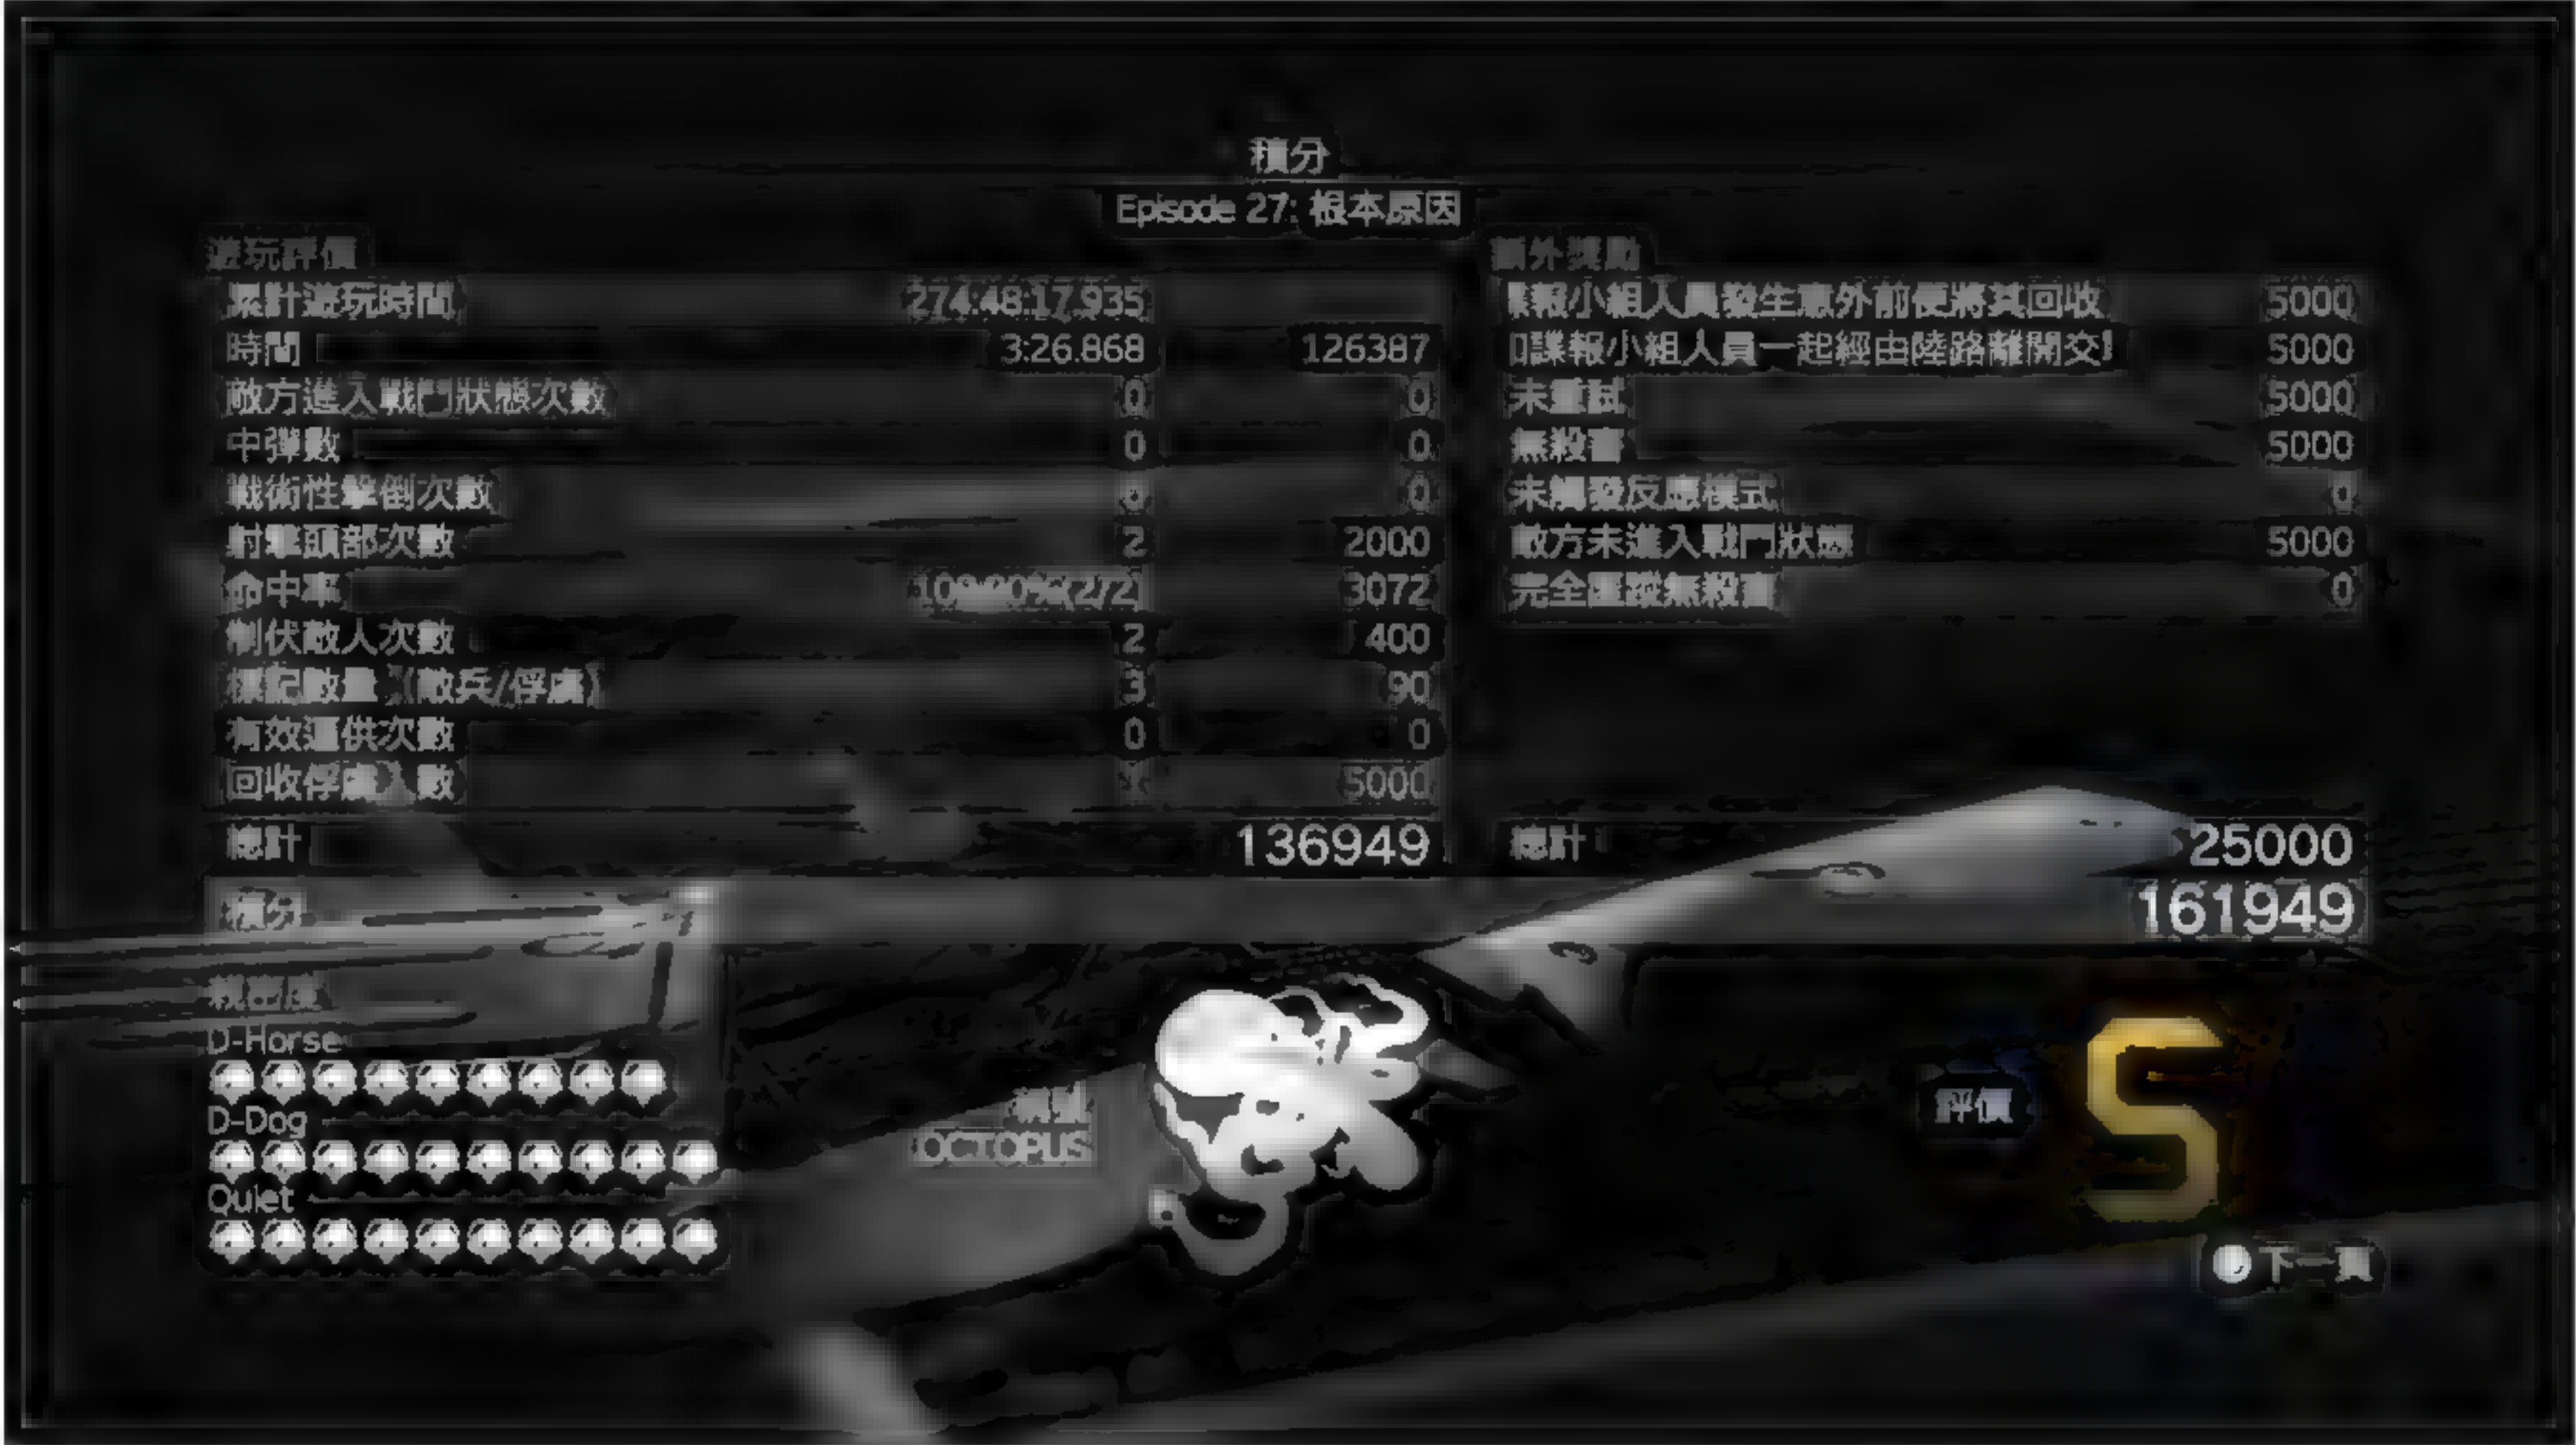 積分
Episode 27: 根本原因
遊玩評價
累計遊玩時間 274:48:17.935
時間 3:26.868 126387
敵方進入戰鬥狀態次數 0 0
中彈數 0 0
戰術性擊倒次數 0 0
射擊頭部次數 2 2000
命中率 3072
制伏敵人次數 2 400
標記數量 (敵兵/俘虜) 3 90
有效逼供次數 0 0
回收俘虜人數 5000
總計 136949
額外獎勵
報小組人員發生意外前便將其回收 5000
諜報小組人員一起經由陸路離開交 5000
未重試 5000
無殺害 5000
未觸發反應模式 0
敵方未進入戰鬥狀態 5000
完全匿蹤無殺害 0
總計 25000
積分 161949
親密度
D-Horse
D-Dog
Quiet
稱號
OCTOPUS
評價 S
下一頁